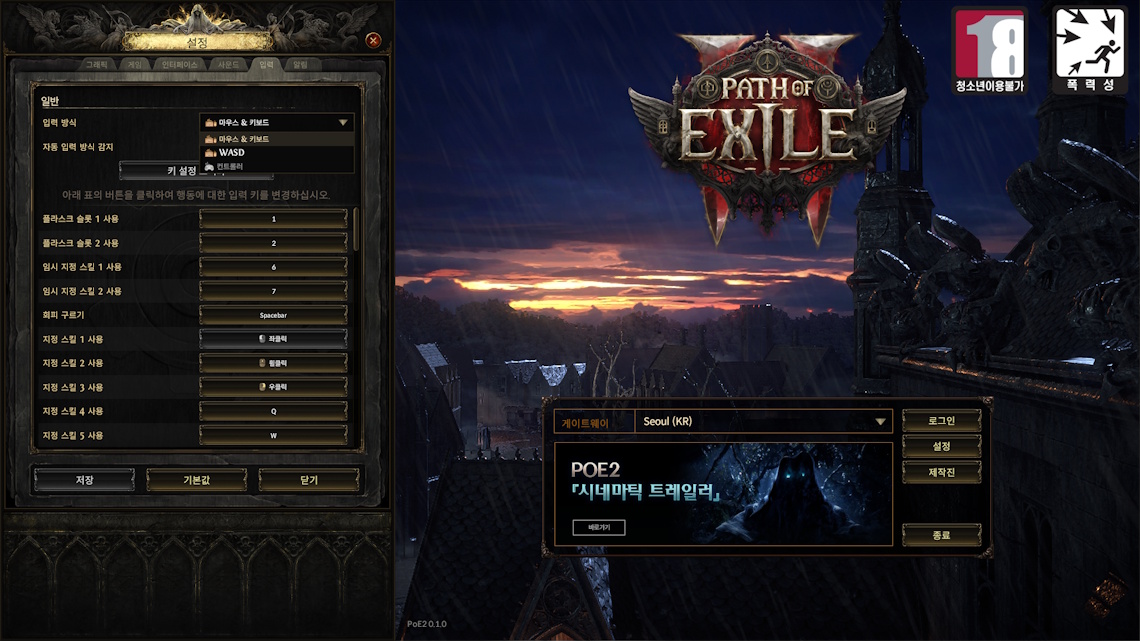 설정
그래픽
게임
인터페이스
사운드
입력
알림
일반
입력 방식
마우스 & 키보드
마우스 & 키보드
자동 입력 방식 감지
WASD
컨트롤러
키 설정
아래 표의 버튼을 클릭하여 행동에 대한 입력 키를 변경하십시오.
플라스크 슬롯 1 사용
1
플라스크 슬롯 2 사용
2
임시 지정 스킬 1 사용
6
임시 지정 스킬 2 사용
7
회피 구르기
Spacebar
지정 스킬 1 사용
좌클릭
지정 스킬 2 사용
휠클릭
지정 스킬 3 사용
우클릭
지정 스킬 4 사용
Q
지정 스킬 5 사용
W
저장
기본값
닫기
PATH OF
EXILE
II
18
청소년이용불가
폭력성
게이트웨이
Seoul (KR)
로그인
설정
제작진
종료
POE2
「시네마틱 트레일러」
바로가기
PoE2 0.1.0